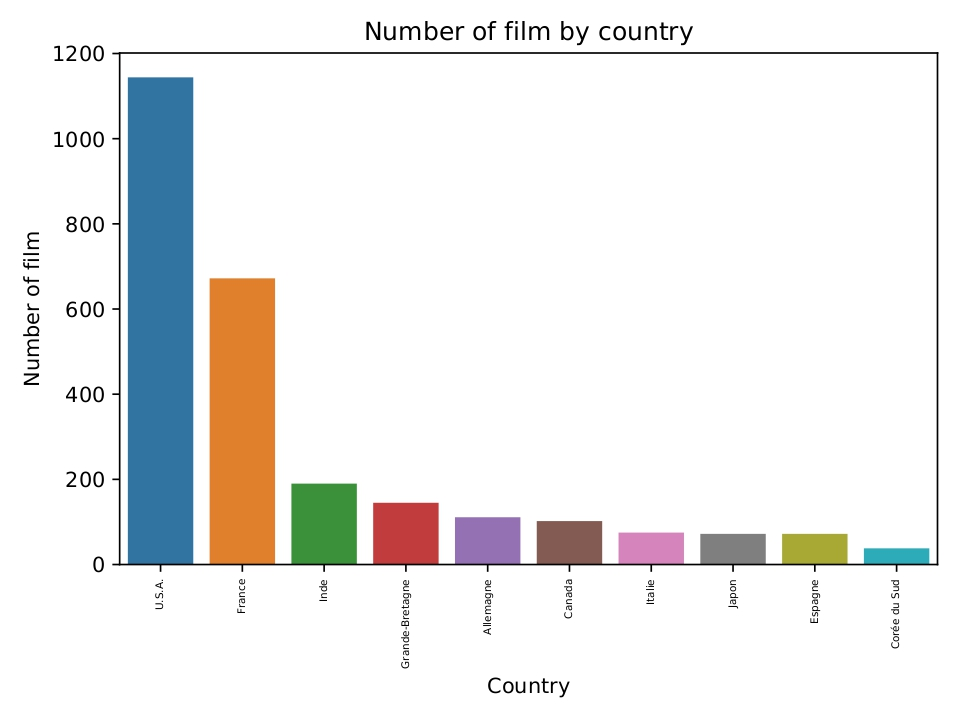 Number of film by country
1200
1000
800
600
400
200
0
Number of film
U.S.A.
France
Inde
Grande-Bretagne
Allemagne
Canada
Italie
Japon
Espagne
Corée du Sud
Country